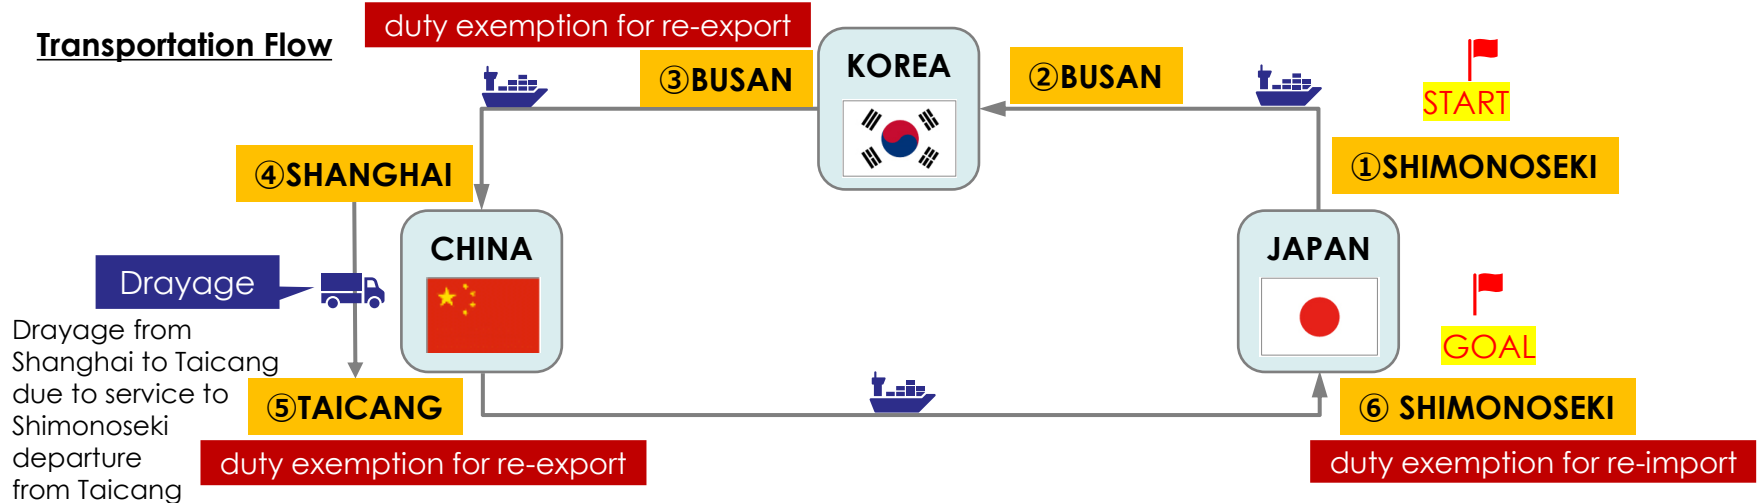 Transportation Flow
duty exemption for re-export
③BUSAN
KOREA
②BUSAN
START
①SHIMONOSEKI
④SHANGHAI
CHINA
JAPAN
Drayage
Drayage from
Shanghai to Taicang
due to service to
Shimonoseki
departure
from Taicang
⑤TAICANG
duty exemption for re-export
GOAL
⑥ SHIMONOSEKI
duty exemption for re-import